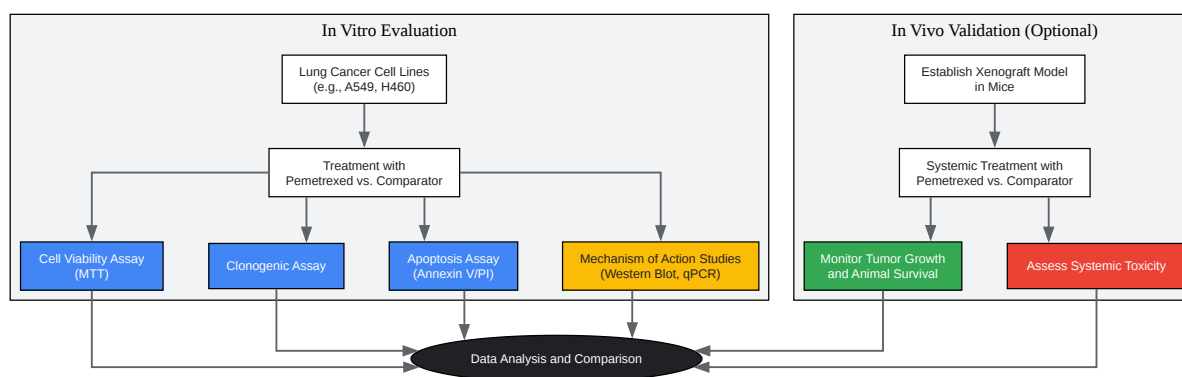 In Vitro Evaluation
Lung Cancer Cell Lines
(e.g., A549, H460)
Treatment with
Pemetrexed vs. Comparator
Cell Viability Assay
(MTT)
Clonogenic Assay
Apoptosis Assay
(Annexin V/PI)
Mechanism of Action Studies
(Western Blot, qPCR)
In Vivo Validation (Optional)
Establish Xenograft Model
in Mice
Systemic Treatment with
Pemetrexed vs. Comparator
Monitor Tumor Growth
and Animal Survival
Assess Systemic Toxicity
Data Analysis and Comparison